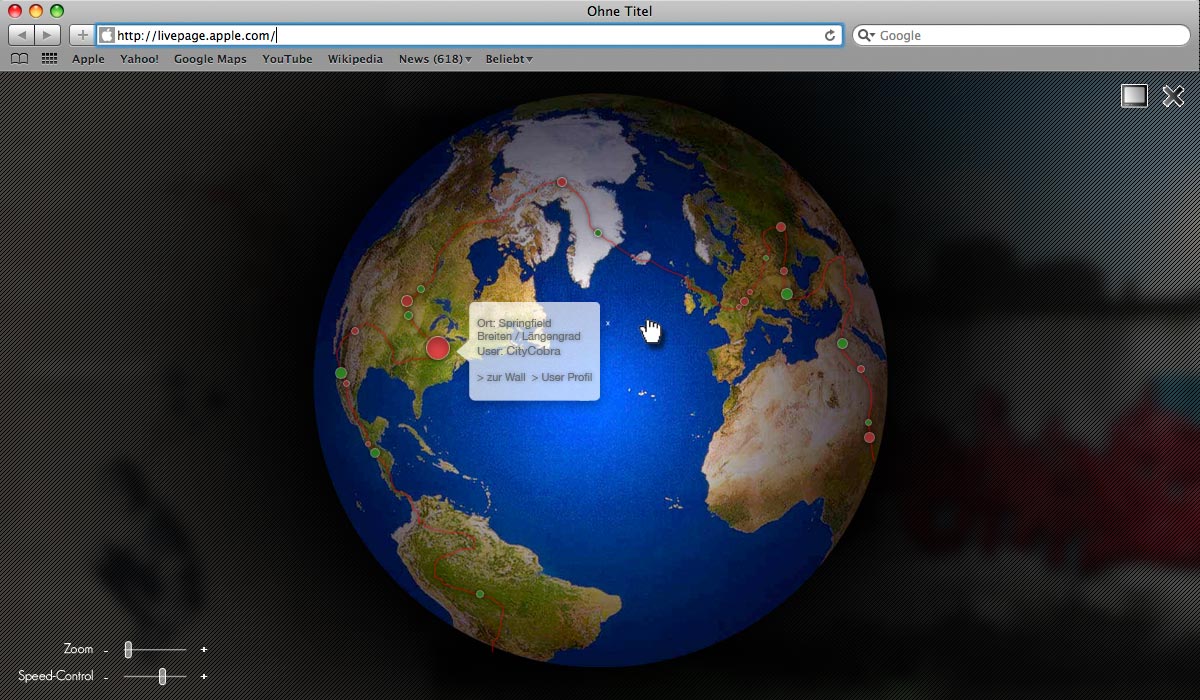 Ohne Titel
http://livepage.apple.com/
Google
Apple Yahoo! Google Maps YouTube Wikipedia News (618) Beliebt
Ort: Springfield
x
Breiten / Längengrad
User: CityCobra
> zur Wall > User Profil
Zoom - +
Speed-Control - +